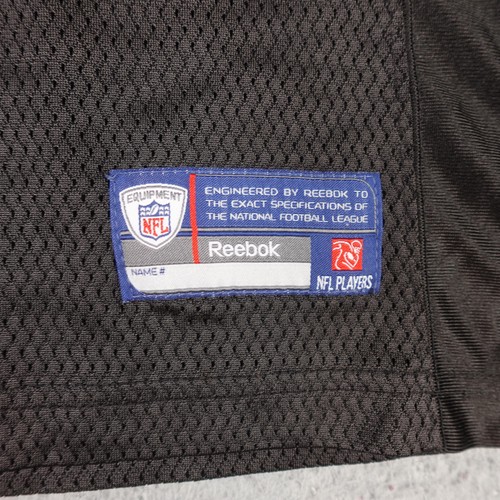 EQUIPMENT
NFL
ENGINEERED BY REEBOK TO
THE EXACT SPECIFICATIONS OF
THE NATIONAL FOOTBALL LEAGUE
Reebok
NAME #
NFL PLAYERS